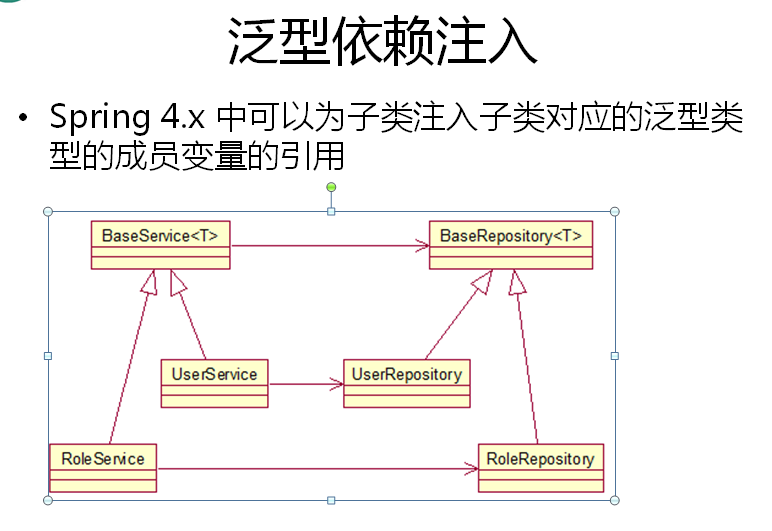 泛型依赖注入
• Spring 4.x 中可以为子类注入子类对应的泛型类
型的成员变量的引用
BaseService<T>
BaseRepository<T>
UserService
UserRepository
RoleService
RoleRepository